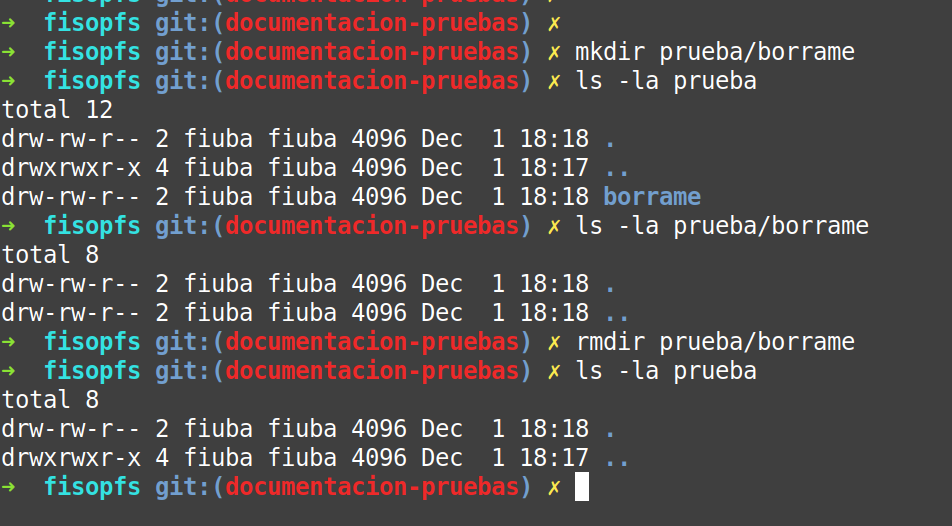 →  fisopfs git:(documentacion-pruebas) ✗
→  fisopfs git:(documentacion-pruebas) ✗ mkdir prueba/borrame
→  fisopfs git:(documentacion-pruebas) ✗ ls -la prueba
total 12
drw-rw-r-- 2 fiuba fiuba 4096 Dec  1 18:18 .
drwxrwxr-x 4 fiuba fiuba 4096 Dec  1 18:17 ..
drw-rw-r-- 2 fiuba fiuba 4096 Dec  1 18:18 borrame
→  fisopfs git:(documentacion-pruebas) ✗ ls -la prueba/borrame
total 8
drw-rw-r-- 2 fiuba fiuba 4096 Dec  1 18:18 .
drw-rw-r-- 2 fiuba fiuba 4096 Dec  1 18:18 ..
→  fisopfs git:(documentacion-pruebas) ✗ rmdir prueba/borrame
→  fisopfs git:(documentacion-pruebas) ✗ ls -la prueba
total 8
drw-rw-r-- 2 fiuba fiuba 4096 Dec  1 18:18 .
drwxrwxr-x 4 fiuba fiuba 4096 Dec  1 18:17 ..
→  fisopfs git:(documentacion-pruebas) ✗